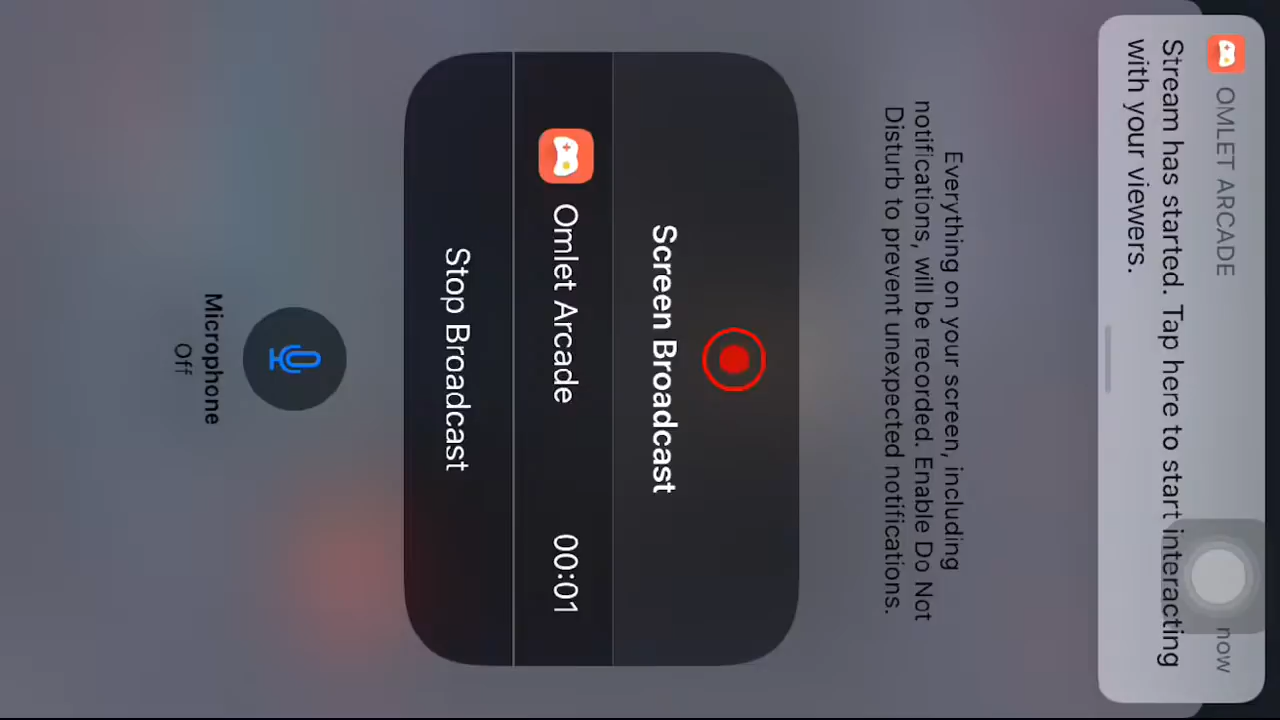 OMLET ARCADE now
Stream has started. Tap here to start interacting
with your viewers.
Everything on your screen, including
notifications, will be recorded. Enable Do Not
Disturb to prevent unexpected notifications.
Screen Broadcast
Omlet Arcade 00:01
Stop Broadcast
Microphone
Off